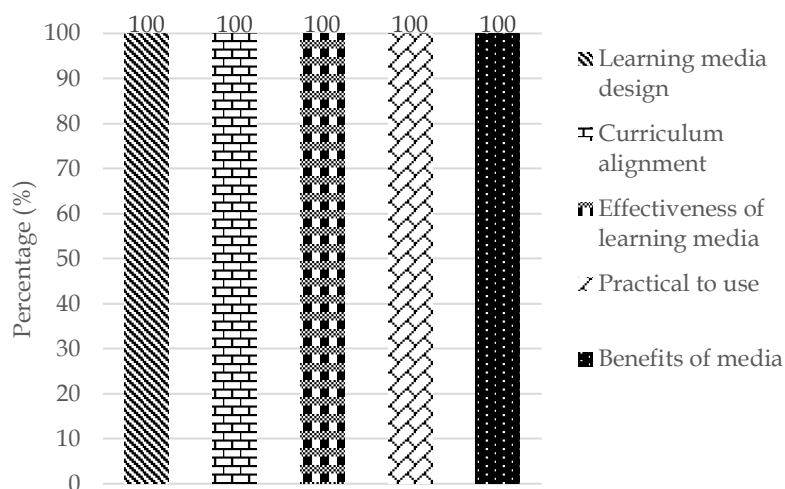 100 100 100 100 100
100
90
80
70
60
50
40
30
20
10
0
Percentage (%)
Learning media
design
Curriculum
alignment
Effectiveness of
learning media
Practical to use
Benefits of media